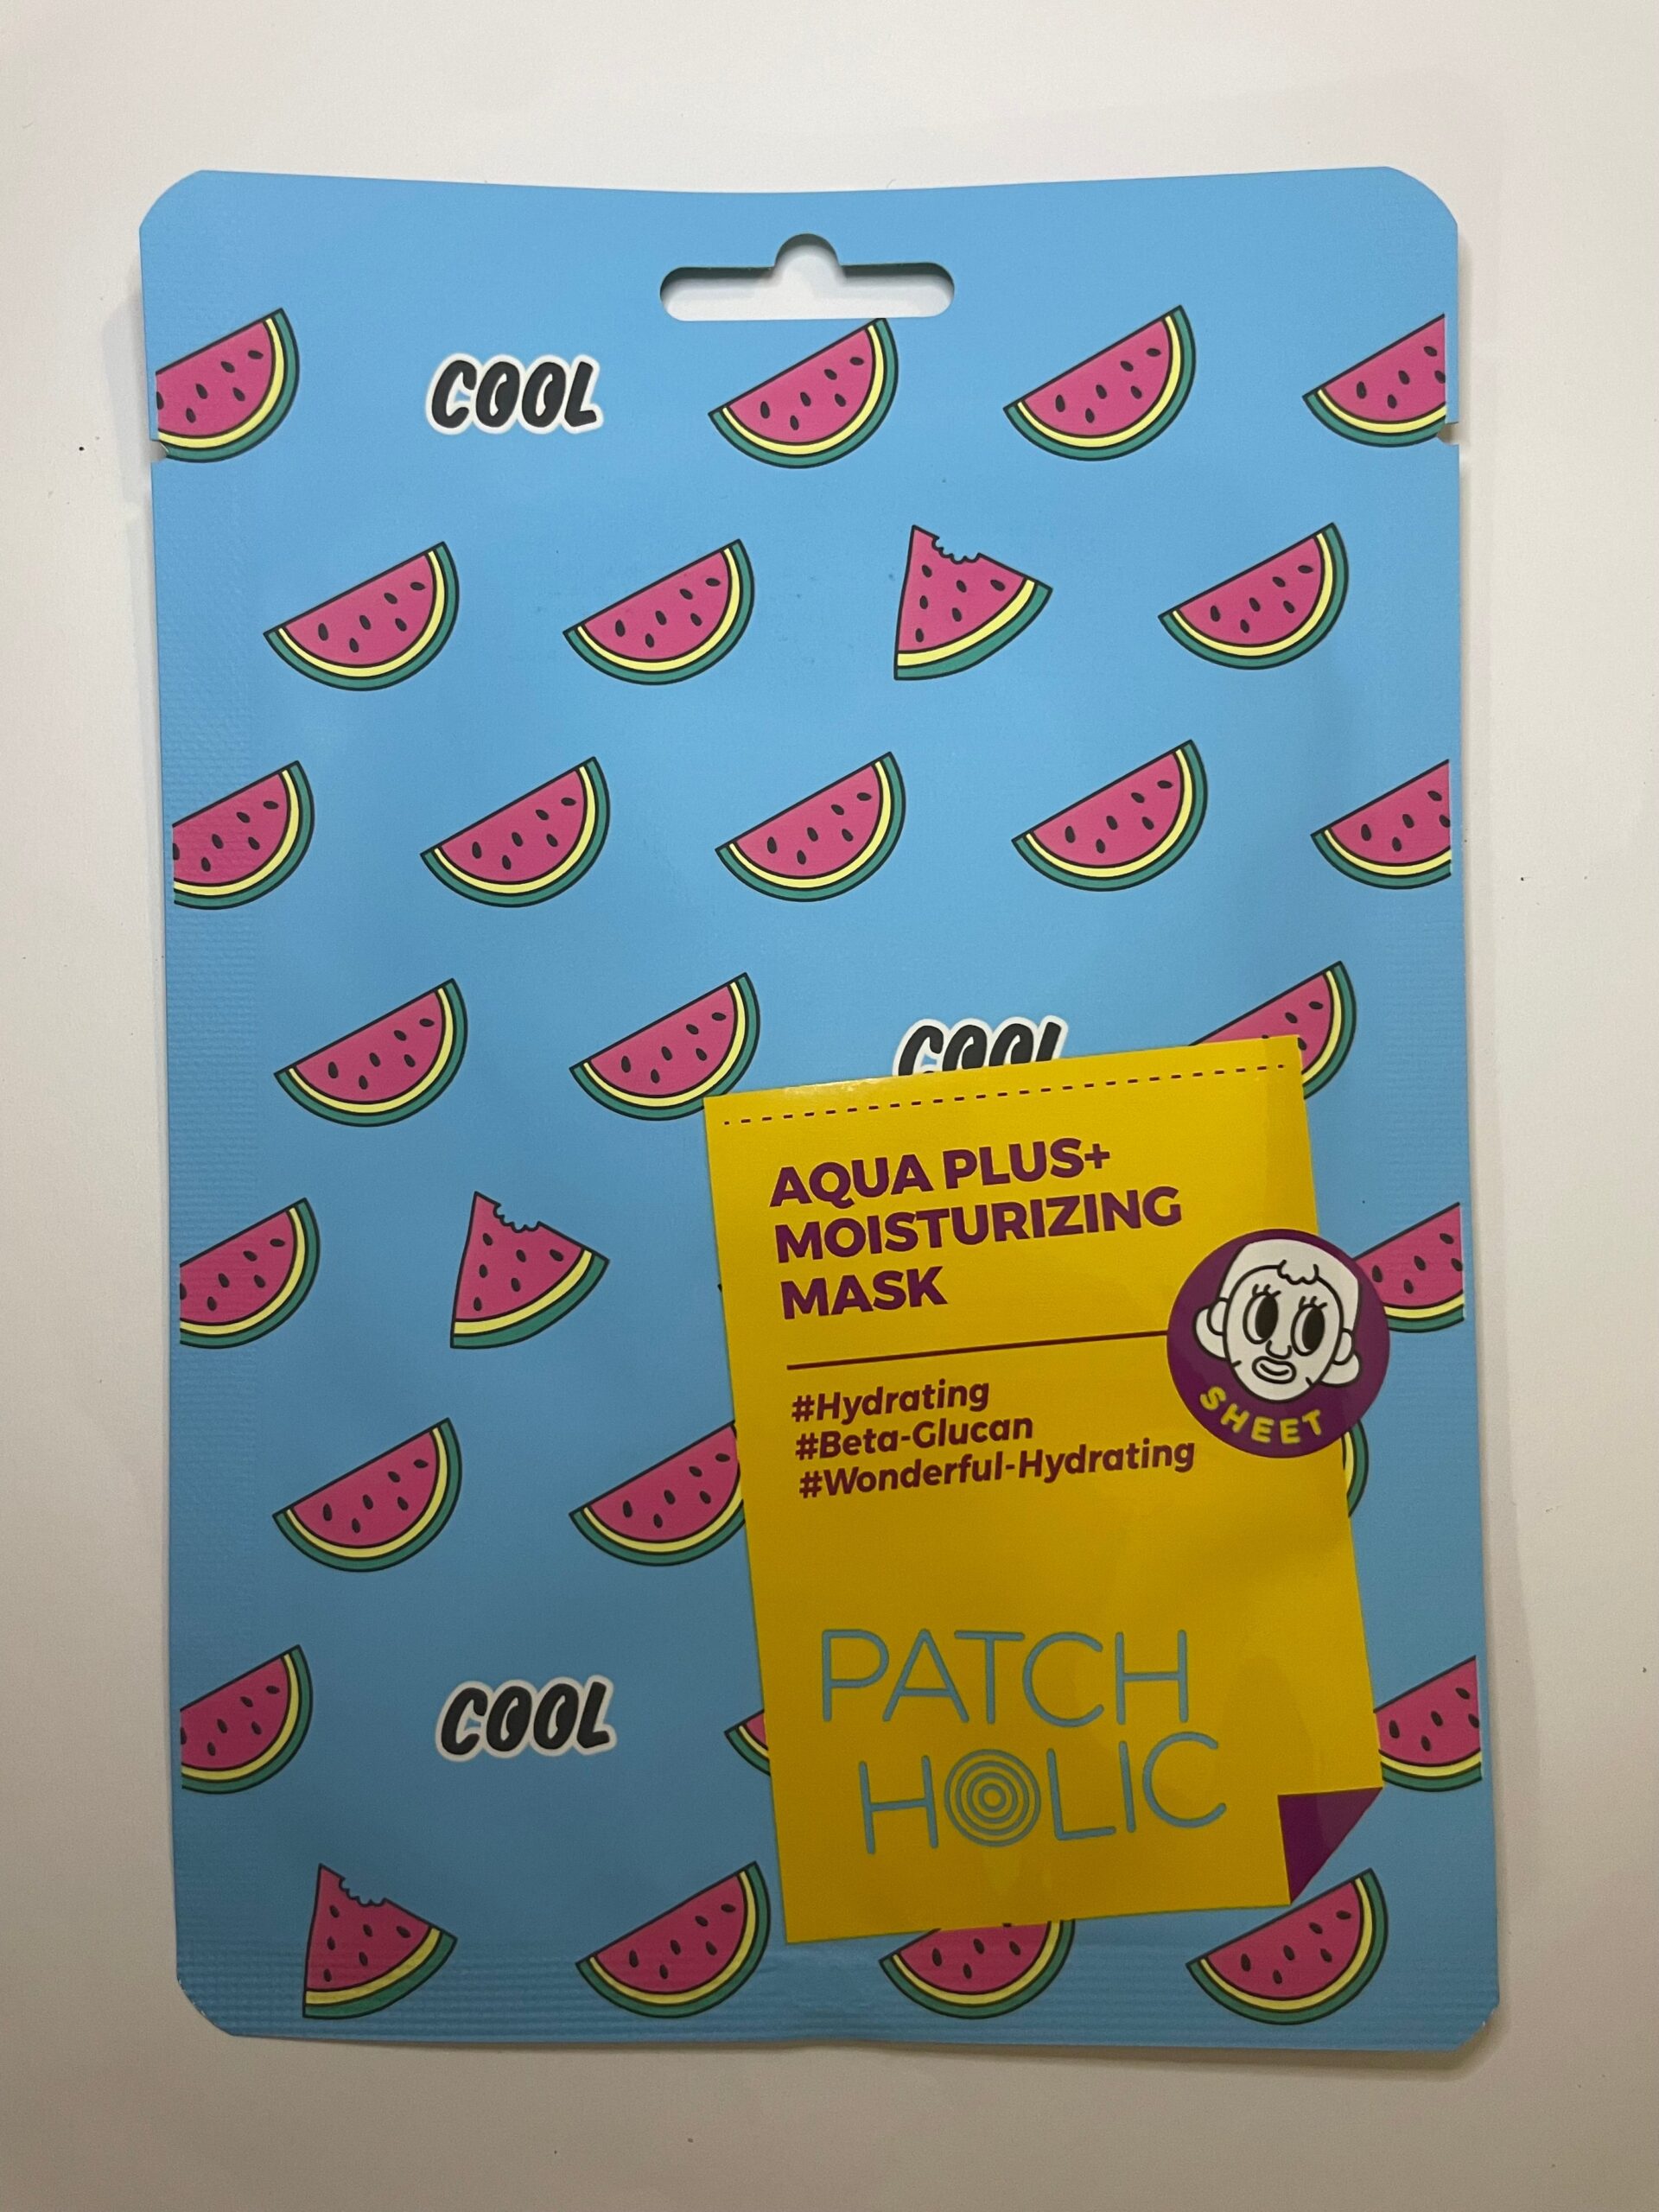 COOL
COOL
AQUA PLUS+
MOISTURIZING
MASK
SHEET
#Hydrating
#Beta-Glucan
#Wonderful-Hydrating
PATCH
HOLIC
COOL